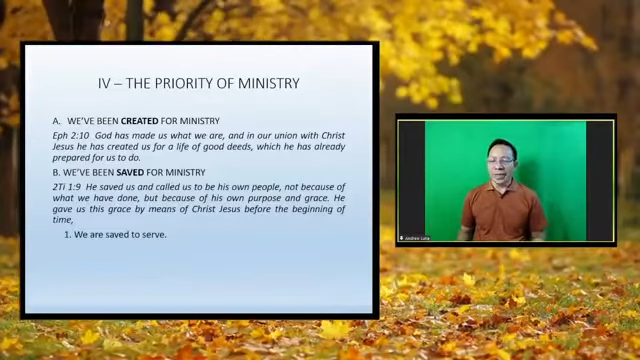 IV – THE PRIORITY OF MINISTRY
A. WE'VE BEEN CREATED FOR MINISTRY
Eph 2:10 God has made us what we are, and in our union with Christ
Jesus he has created us for a life of good deeds, which he has already
prepared for us to do.
B. WE'VE BEEN SAVED FOR MINISTRY
2Ti 1:9 He saved us and called us to be his own people, not because of
what we have done, but because of his own purpose and grace. He
gave us this grace by means of Christ Jesus before the beginning of
time,
1. We are saved to serve.
Andrew